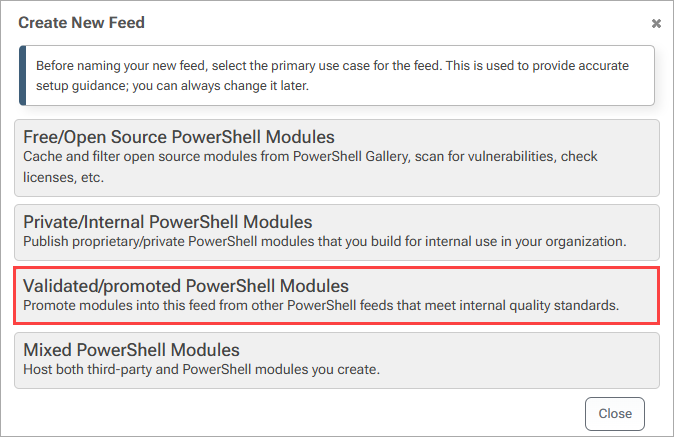 Create New Feed
Before naming your new feed, select the primary use case for the feed. This is used to provide accurate
setup guidance; you can always change it later.
Free/Open Source PowerShell Modules
Cache and filter open source modules from PowerShell Gallery, scan for vulnerabilities, check
licenses, etc.
Private/Internal PowerShell Modules
Publish proprietary/private PowerShell modules that you build for internal use in your organization.
Validated/promoted PowerShell Modules
Promote modules into this feed from other PowerShell feeds that meet internal quality standards.
Mixed PowerShell Modules
Host both third-party and PowerShell modules you create.
Close